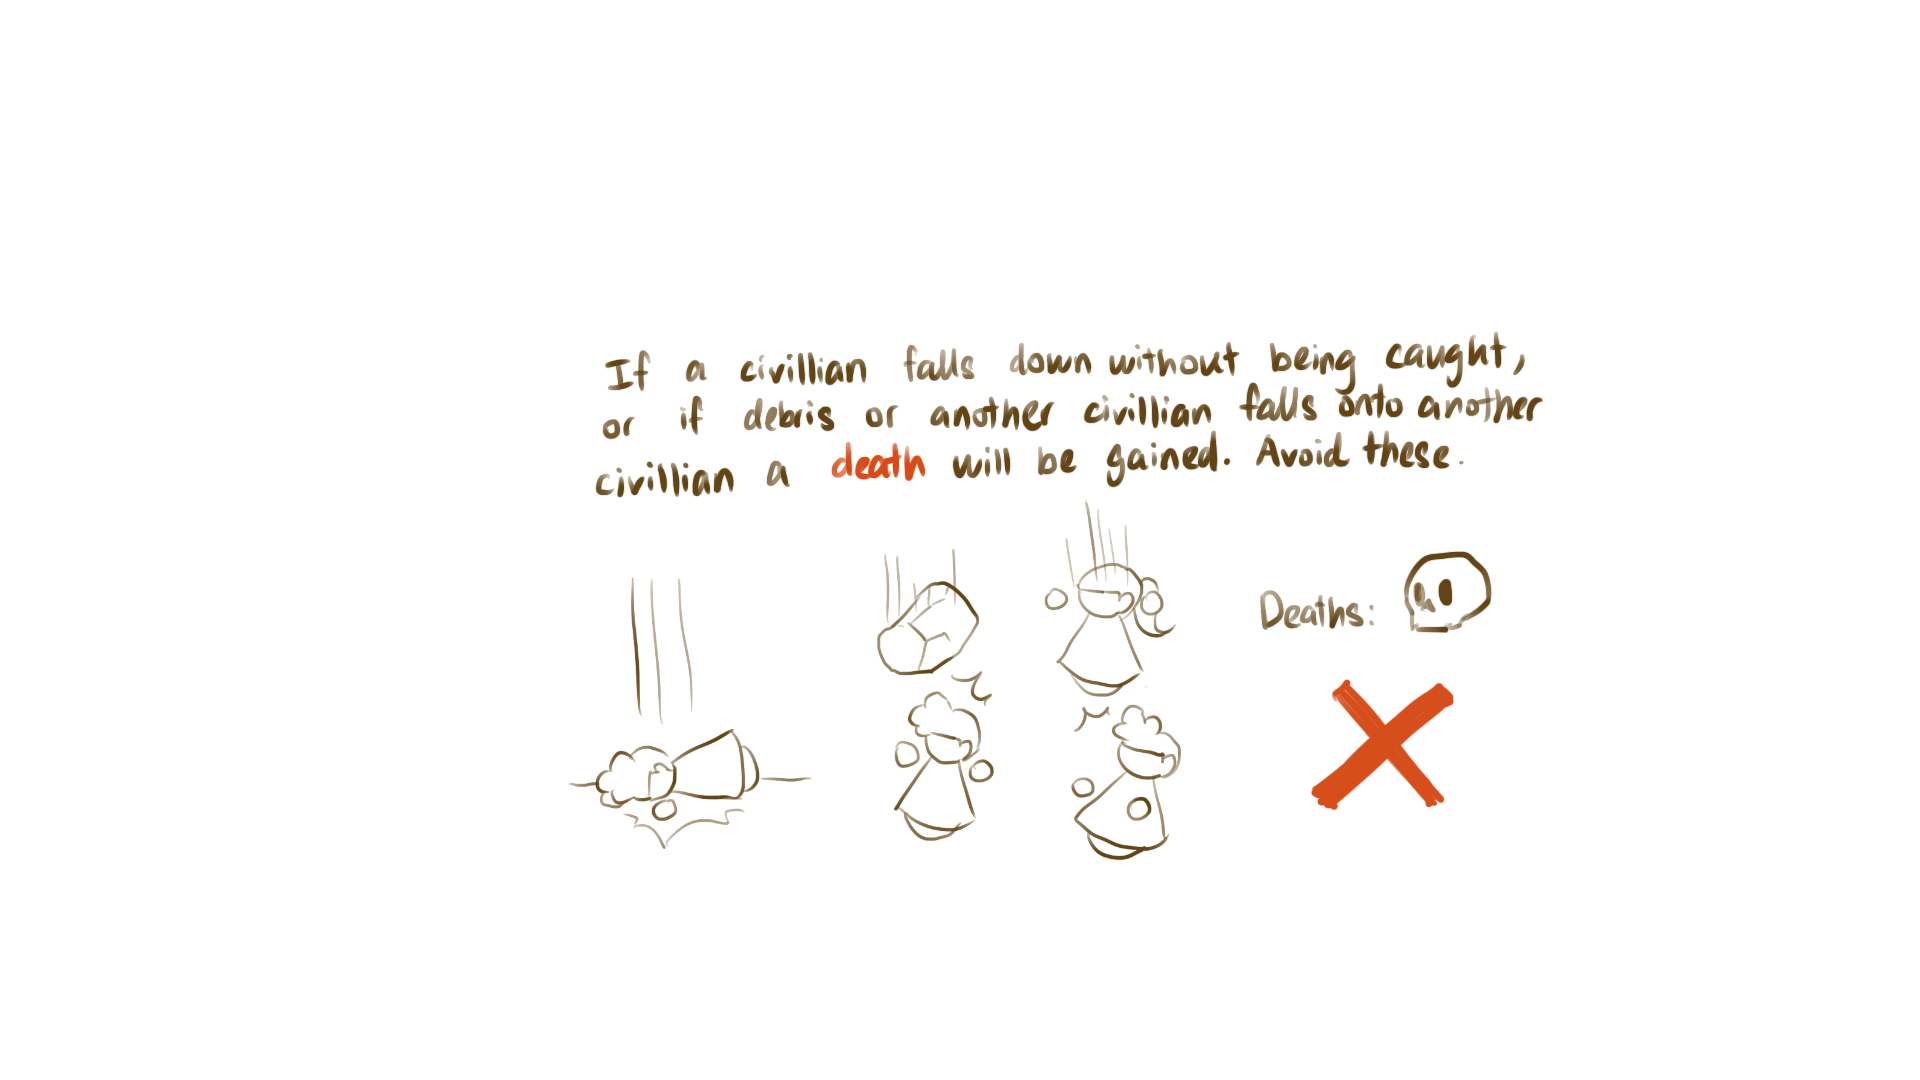 If a civillian falls down without being caught,
or if debris or another civillian falls onto another
civillian a death will be gained. Avoid these.
Deaths: